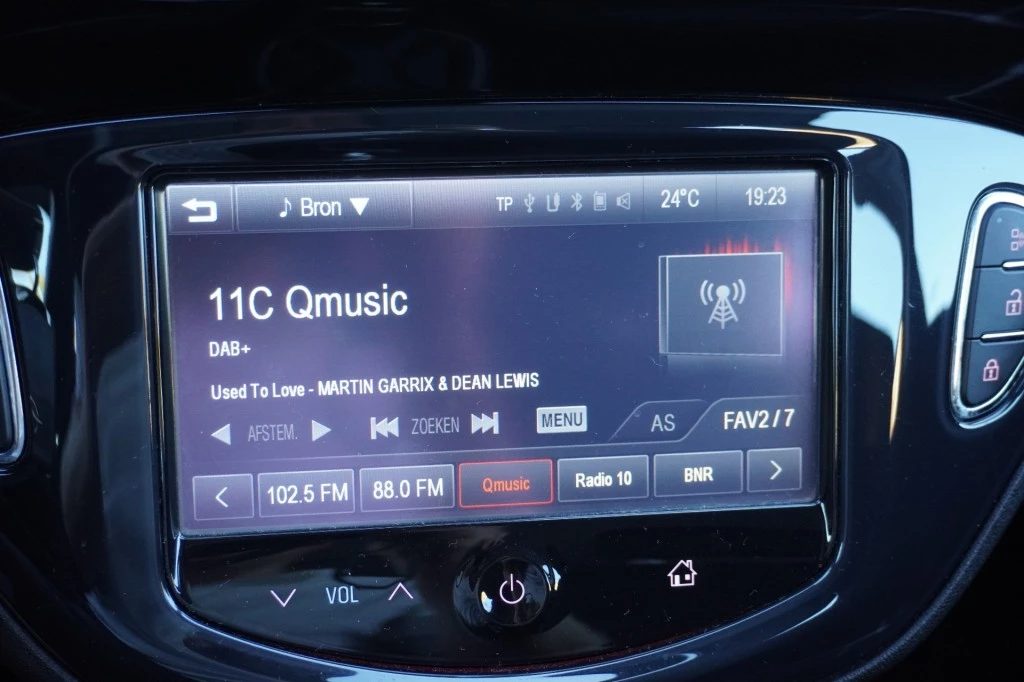 Bron TP 24°C 19:23
11C Qmusic
DAB+
Used To Love - MARTIN GARRIX & DEAN LEWIS
AFSTEM. ZOEKEN MENU AS FAV2 / 7
102.5 FM 88.0 FM Qmusic Radio 10 BNR
VOL